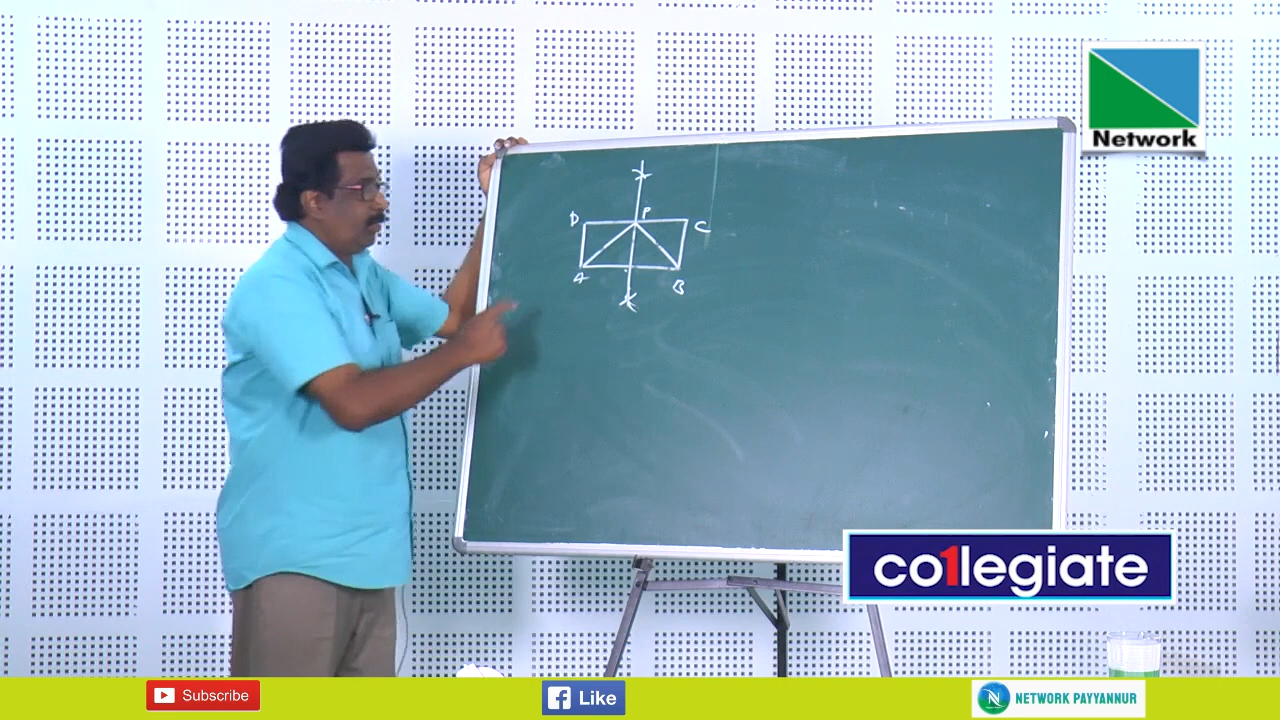 Network
D
P
C
A
B
co1legiate
Subscribe
Like
NETWORK PAYYANNUR